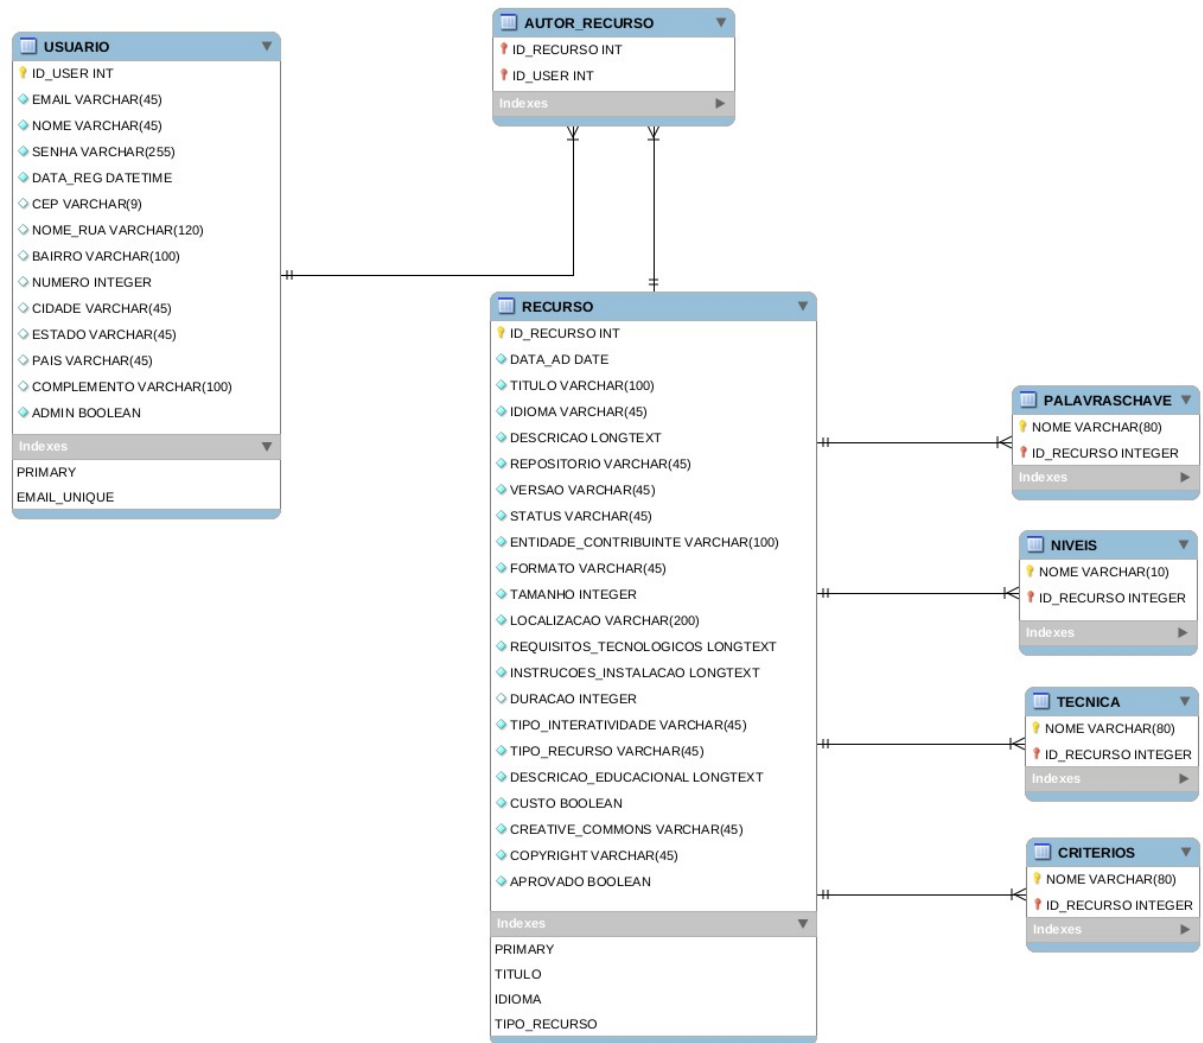 USUARIO
ID_USER INT
EMAIL VARCHAR(45)
NOME VARCHAR(45)
SENHA VARCHAR(255)
DATA_REG DATETIME
CEP VARCHAR(9)
NOME_RUA VARCHAR(120)
BAIRRO VARCHAR(100)
NUMERO INTEGER
CIDADE VARCHAR(45)
ESTADO VARCHAR(45)
PAIS VARCHAR(45)
COMPLEMENTO VARCHAR(100)
ADMIN BOOLEAN
Indexes
PRIMARY
EMAIL_UNIQUE
AUTOR_RECURSO
ID_RECURSO INT
ID_USER INT
Indexes
RECURSO
ID_RECURSO INT
DATA_AD DATE
TITULO VARCHAR(100)
IDIOMA VARCHAR(45)
DESCRICAO LONGTEXT
REPOSITORIO VARCHAR(45)
VERSAO VARCHAR(45)
STATUS VARCHAR(45)
ENTIDADE_CONTRIBUINTE VARCHAR(100)
FORMATO VARCHAR(45)
TAMANHO INTEGER
LOCALIZACAO VARCHAR(200)
REQUISITOS_TECNOLOGICOS LONGTEXT
INSTRUCOES_INSTALACAO LONGTEXT
DURACAO INTEGER
TIPO_INTERATIVIDADE VARCHAR(45)
TIPO_RECURSO VARCHAR(45)
DESCRICAO_EDUCACIONAL LONGTEXT
CUSTO BOOLEAN
CREATIVE_COMMONS VARCHAR(45)
COPYRIGHT VARCHAR(45)
APROVADO BOOLEAN
Indexes
PRIMARY
TITULO
IDIOMA
TIPO_RECURSO
PALAVRASCHAVE
NOME VARCHAR(80)
ID_RECURSO INTEGER
Indexes
NIVEIS
NOME VARCHAR(10)
ID_RECURSO INTEGER
Indexes
TECNICA
NOME VARCHAR(80)
ID_RECURSO INTEGER
Indexes
CRITERIOS
NOME VARCHAR(80)
ID_RECURSO INTEGER
Indexes